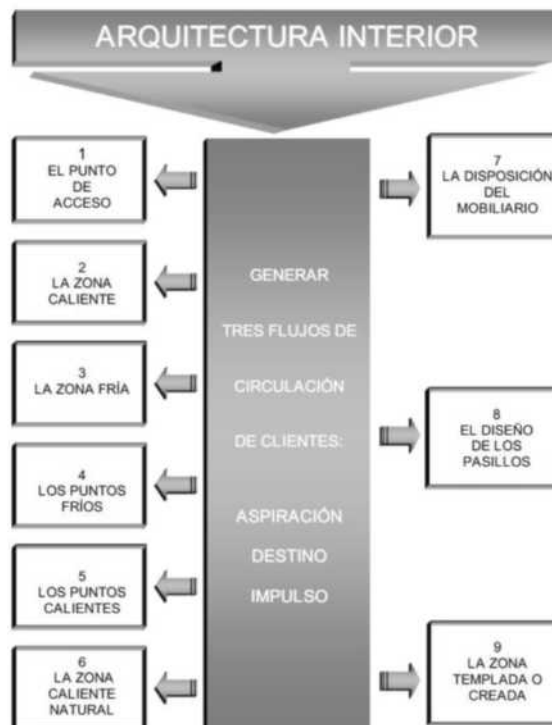 ARQUITECTURA INTERIOR
1
EL PUNTO
DE
ACCESO
2
LA ZONA
CALIENTE
3
LA ZONA FRÍA
4
LOS PUNTOS
FRÍOS
5
LOS PUNTOS
CALIENTES
6
LA ZONA
CALIENTE
NATURAL
GENERAR
TRES FLUJOS DE
CIRCULACIÓN
DE CLIENTES:
ASPIRACIÓN
DESTINO
IMPULSO
7
LA DISPOSICIÓN
DEL
MOBILIARIO
8
EL DISEÑO
DE LOS
PASILLOS
9
LA ZONA
TEMPLADA O
CREADA